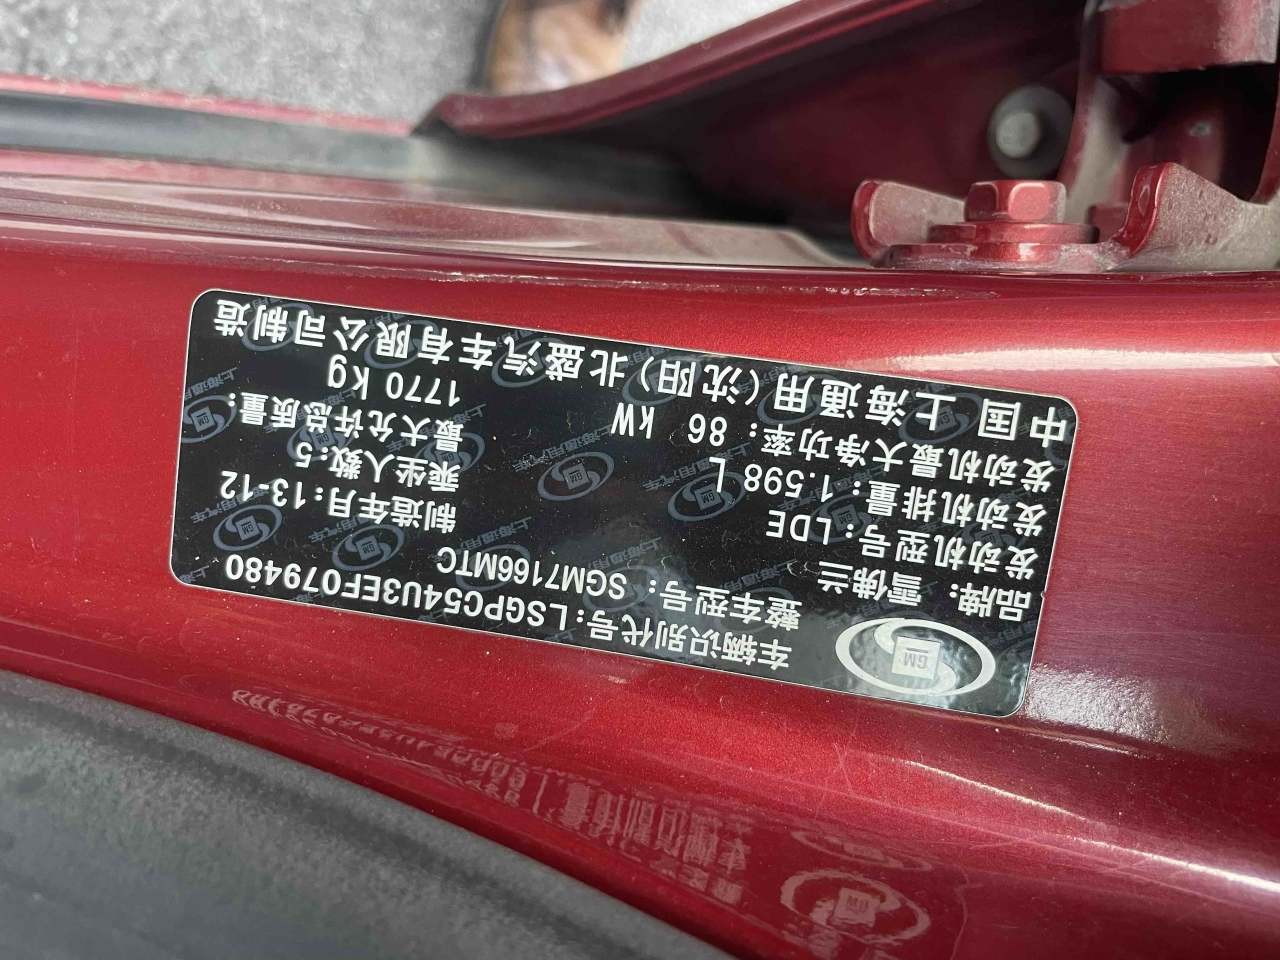 GM
车辆识别代号:LSGPC54U3EF079480
整车型号: SGM7166MTC
品牌: 雪佛兰
发动机型号:LDE
制造年月:13-12
发动机排量: 1.598 L
乘坐人数:5
发动机最大净功率: 86 kW
最大允许总质量:
1770 kg
中国 上海通用(沈阳)北盛汽车有限公司制造